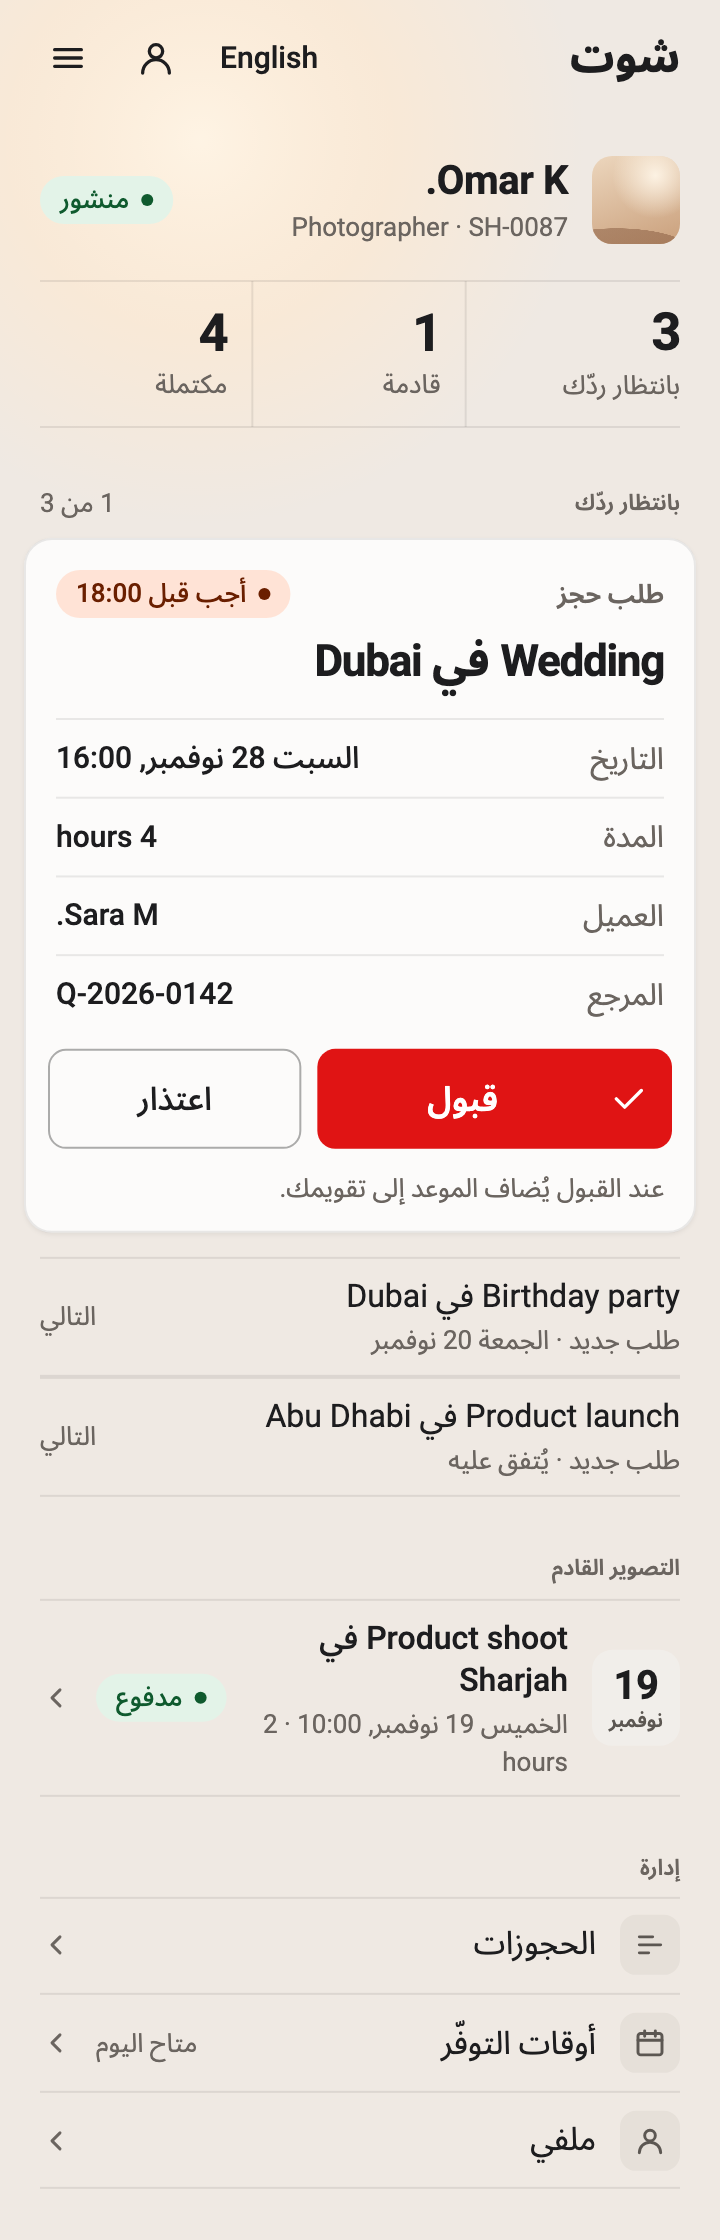 شوت
English
Omar K.
Photographer · SH-0087
منشور
3
بانتظار ردّك
1
قادمة
4
مكتملة
بانتظار ردّك
1 من 3
طلب حجز
أجب قبل 18:00
Wedding في Dubai
التاريخ
السبت 28 نوفمبر, 16:00
المدة
4 hours
العميل
Sara M.
المرجع
Q-2026-0142
قبول
اعتذار
عند القبول يُضاف الموعد إلى تقويمك.
Birthday party في Dubai
طلب جديد · الجمعة 20 نوفمبر
التالي
Product launch في Abu Dhabi
طلب جديد · يُتفق عليه
التالي
التصوير القادم
19
نوفمبر
Product shoot في
Sharjah
الخميس 19 نوفمبر, 10:00 · 2
hours
مدفوع
إدارة
الحجوزات
أوقات التوفّر
متاح اليوم
ملفي